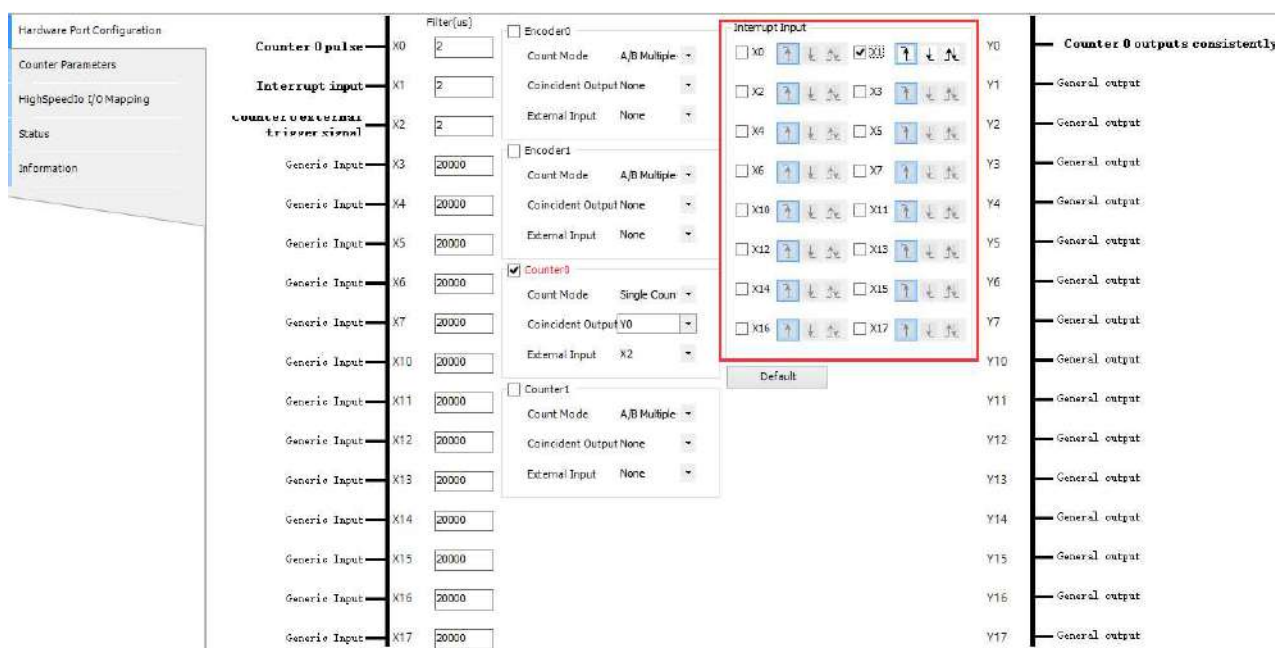 Hardware Port Configuration
Counter Parameters
HighSpeedIo I/O Mapping
Status
Information
Filter(us)
Counter 0 pulse X0 2
Interrupt input X1 2
Counter 0 external
trigger signal X2 2
Generic Input X3 20000
Generic Input X4 20000
Generic Input X5 20000
Generic Input X6 20000
Generic Input X7 20000
Generic Input X10 20000
Generic Input X11 20000
Generic Input X12 20000
Generic Input X13 20000
Generic Input X14 20000
Generic Input X15 20000
Generic Input X16 20000
Generic Input X17 20000
Encoder0
Count Mode A/B Multiple
Coincident Output None
External Input None
Encoder1
Count Mode A/B Multiple
Coincident Output None
External Input None
Counter0
Count Mode Single Coun
Coincident Output Y0
External Input X2
Counter1
Count Mode A/B Multiple
Coincident Output None
External Input None
Interrupt Input
X0 X1
X2 X3
X4 X5
X6 X7
X10 X11
X12 X13
X14 X15
X16 X17
Default
Y0 Counter 0 outputs consistently
Y1 General output
Y2 General output
Y3 General output
Y4 General output
Y5 General output
Y6 General output
Y7 General output
Y10 General output
Y11 General output
Y12 General output
Y13 General output
Y14 General output
Y15 General output
Y16 General output
Y17 General output